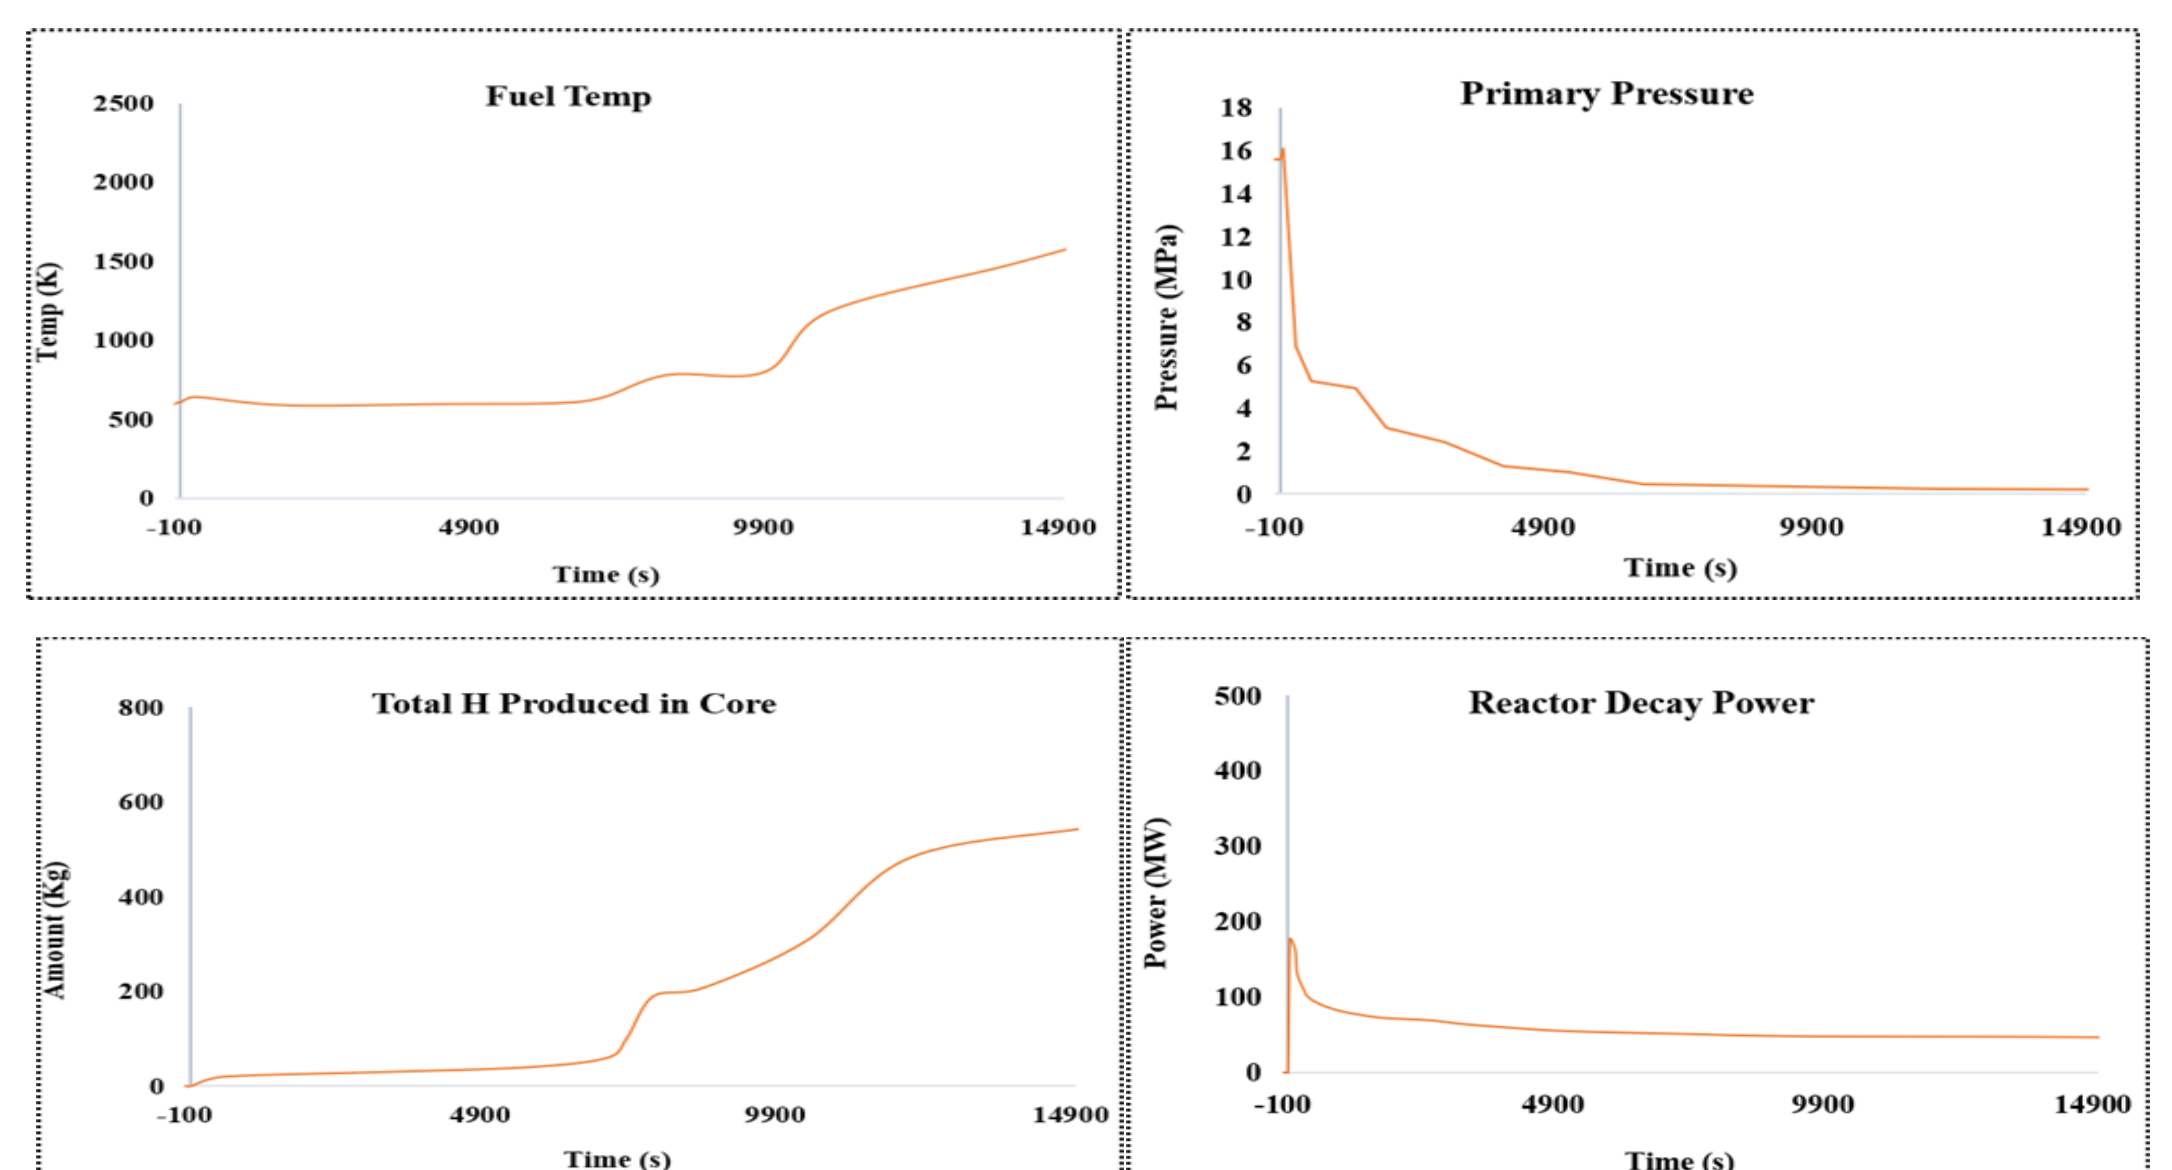 Fuel Temp
2500
2000
1500
1000
500
0
Temp (K)
-100 4900 9900 14900
Time (s)
Primary Pressure
18
16
14
12
10
8
6
4
2
0
Pressure (MPa)
-100 4900 9900 14900
Time (s)
Total H Produced in Core
800
600
400
200
0
Amount (Kg)
-100 4900 9900 14900
Time (s)
Reactor Decay Power
500
400
300
200
100
0
Power (MW)
-100 4900 9900 14900
Time (s)